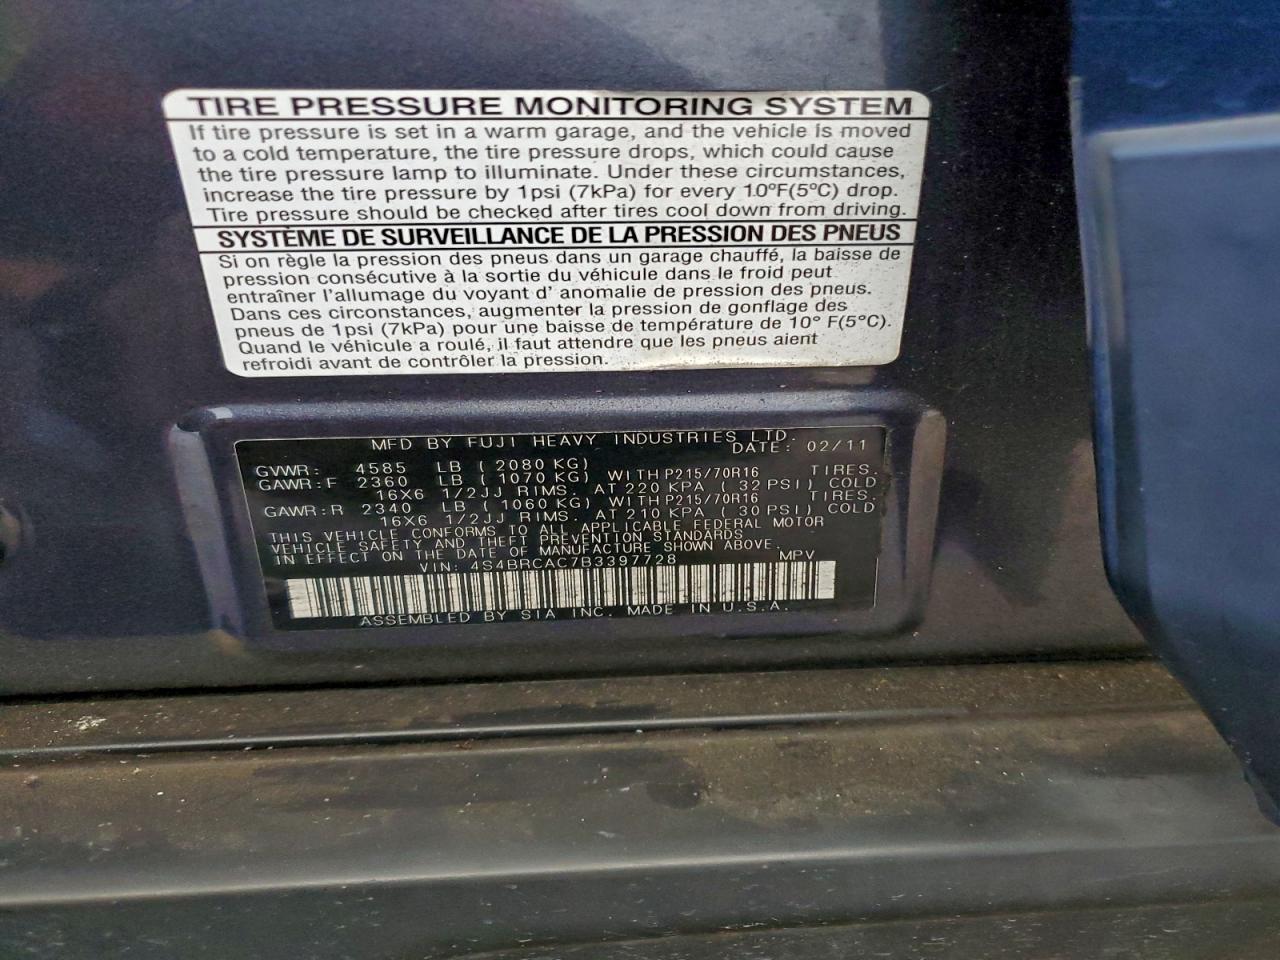 TIRE PRESSURE MONITORING SYSTEM
If tire pressure is set in a warm garage, and the vehicle is moved
to a cold temperature, the tire pressure drops, which could cause
the tire pressure lamp to illuminate. Under these circumstances,
increase the tire pressure by 1psi (7kPa) for every 10°F(5°C) drop.
Tire pressure should be checked after tires cool down from driving.
SYSTÈME DE SURVEILLANCE DE LA PRESSION DES PNEUS
Si on règle la pression des pneus dans un garage chauffé, la baisse de
pression consécutive à la sortie du véhicule dans le froid peut
entraîner l'allumage du voyant d' anomalie de pression des pneus.
Dans ces circonstances, augmenter la pression de gonflage des
pneus de 1psi (7kPa) pour une baisse de température de 10° F(5°C).
Quand le véhicule a roulé, il faut attendre que les pneus aient
refroidi avant de contrôler la pression.
MFD BY FUJI HEAVY INDUSTRIES LTD.
DATE: 02/11
GVWR: 4585 LB ( 2080 KG)
GAWR:F 2360 LB ( 1070 KG) WITH P215/70R16 TIRES.
16X6 1/2JJ RIMS. AT 220 KPA ( 32 PSI) COLD
GAWR:R 2340 LB ( 1060 KG) WITH P215/70R16 TIRES.
16X6 1/2JJ RIMS. AT 210 KPA ( 30 PSI) COLD
THIS VEHICLE CONFORMS TO ALL APPLICABLE FEDERAL MOTOR
VEHICLE SAFETY AND THEFT PREVENTION STANDARDS
IN EFFECT ON THE DATE OF MANUFACTURE SHOWN ABOVE.
VIN: 4S4BRCAC7B3397728 MPV
ASSEMBLED BY SIA INC. MADE IN U.S.A.